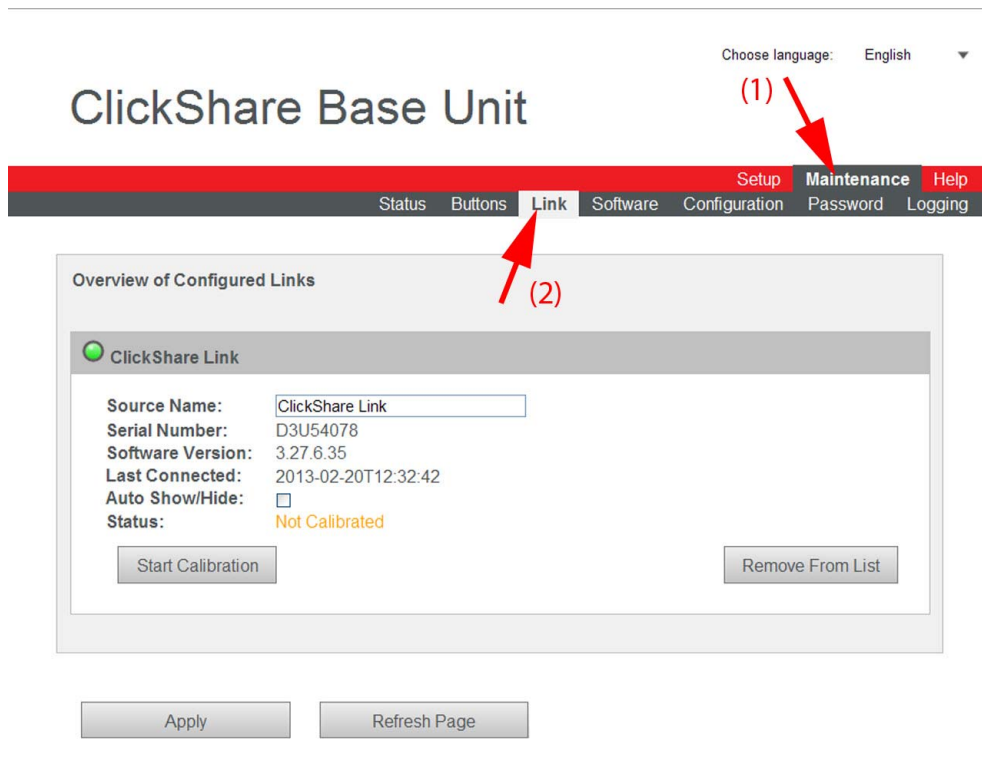 Choose language: English
(1)
ClickShare Base Unit
Setup Maintenance Help
Status Buttons Link Software Configuration Password Logging
(2)
Overview of Configured Links
ClickShare Link
Source Name: ClickShare Link
Serial Number: D3U54078
Software Version: 3.27.6.35
Last Connected: 2013-02-20T12:32:42
Auto Show/Hide:
Status: Not Calibrated
Start Calibration Remove From List
Apply Refresh Page